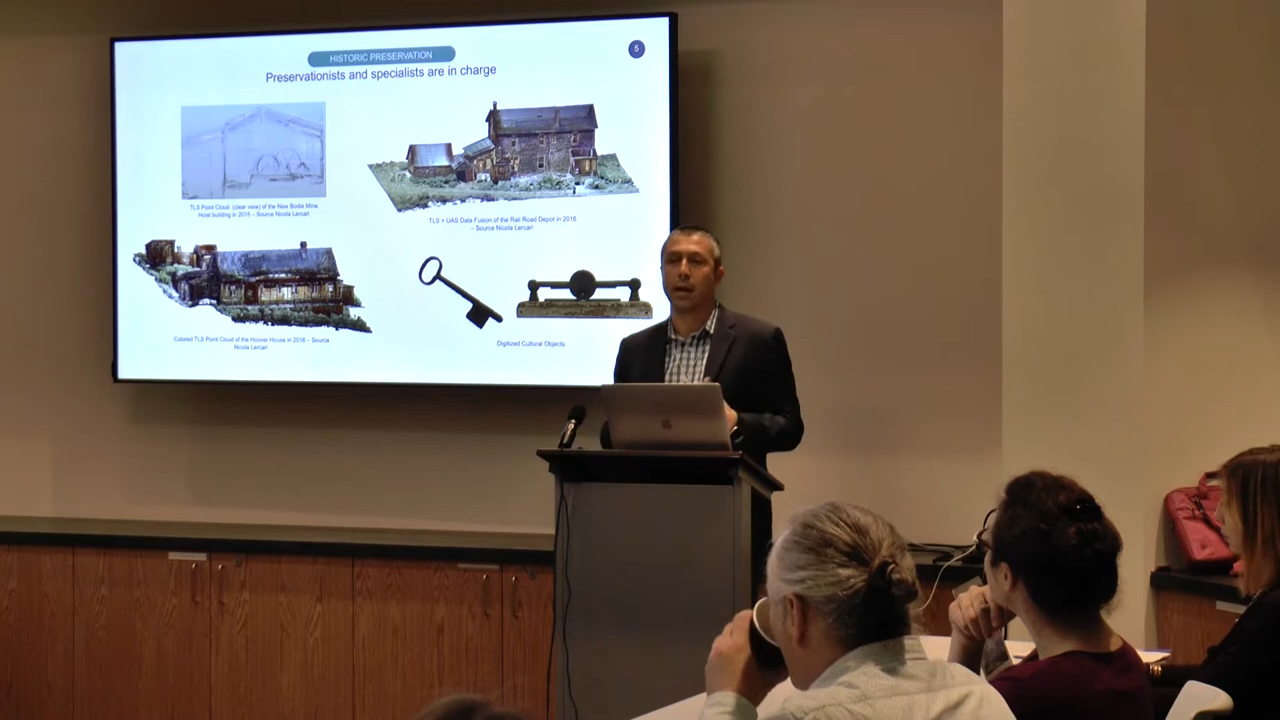 HISTORIC PRESERVATION
5
Preservationists and specialists are in charge
TLS Point Cloud (clear view) of the New Bodie Mine
Hoist building in 2015 – Source Nicola Lercari
TLS + UAS Data Fusion of the Rail Road Depot in 2016
– Source Nicola Lercari
Colored TLS Point Cloud of the Hoover House in 2016 – Source
Nicola Lercari
Digitized Cultural Objects